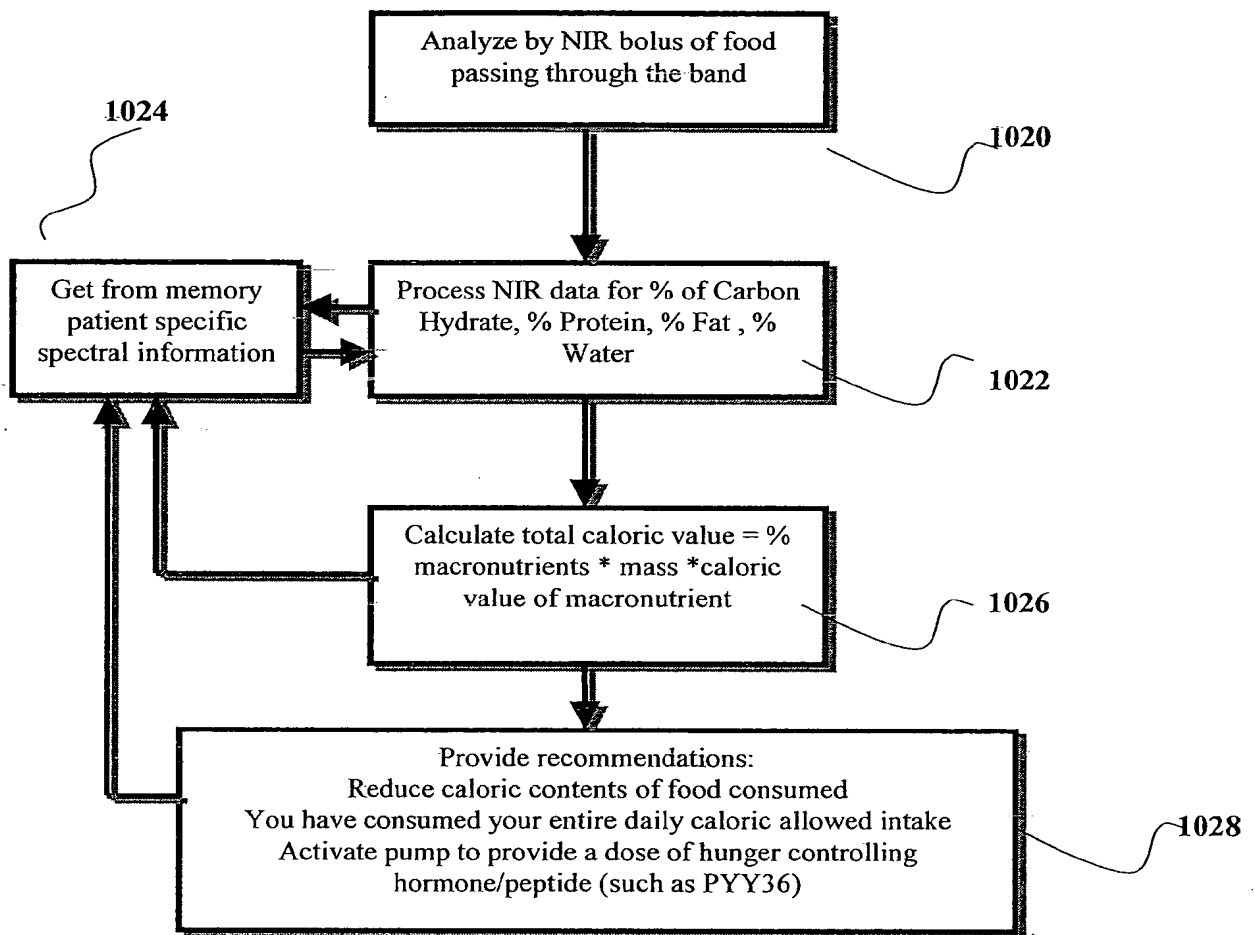 Analyze by NIR bolus of food
passing through the band
1024
1020
Get from memory
patient specific
spectral information
Process NIR data for % of Carbon
Hydrate, % Protein, % Fat , %
Water
1022
Calculate total caloric value = %
macronutrients * mass *caloric
value of macronutrient
1026
Provide recommendations:
Reduce caloric contents of food consumed
You have consumed your entire daily caloric allowed intake
Activate pump to provide a dose of hunger controlling
hormone/peptide (such as PYY36)
1028